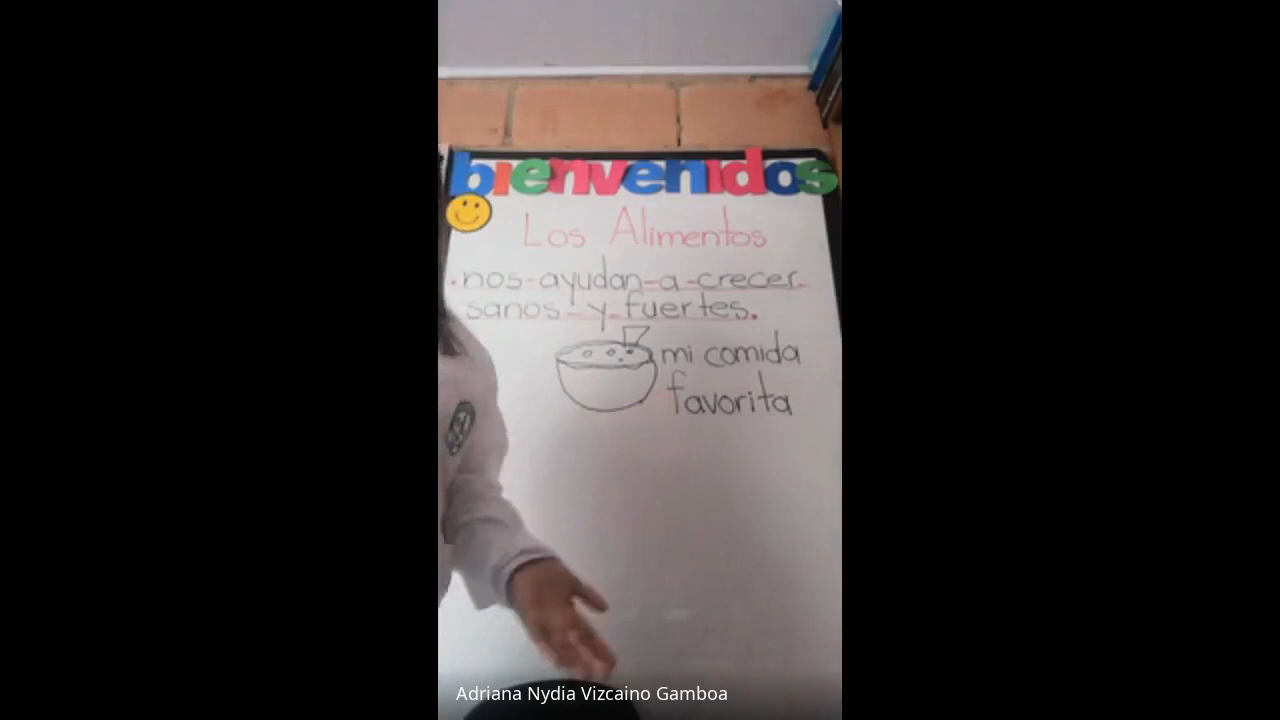 bienvenidos
Los Alimentos
. nos-ayudan-a-crecer-
sanos-y-fuertes.
mi comida
favorita
Adriana Nydia Vizcaino Gamboa